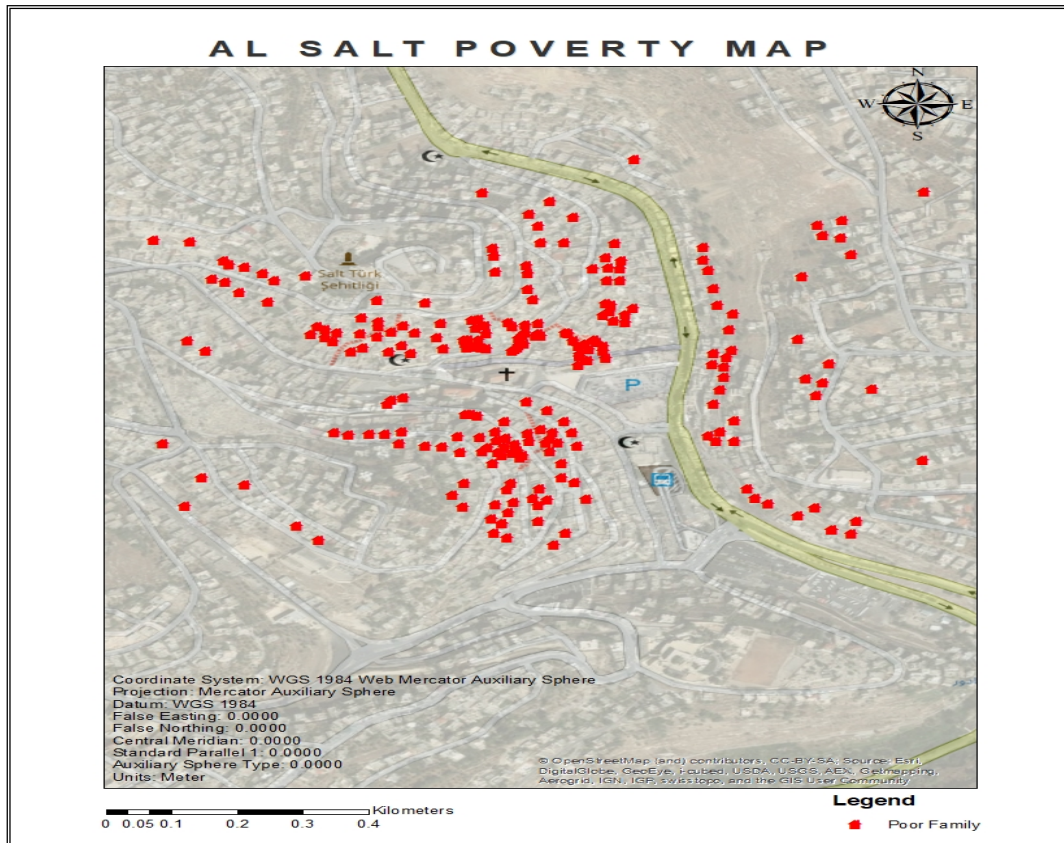 AL SALT POVERTY MAP
N
W
E
S
Salt Türk
Şehitliği
P
Coordinate System: WGS 1984 Web Mercator Auxiliary Sphere
Projection: Mercator Auxiliary Sphere
Datum: WGS 1984
False Easting: 0.0000
False Northing: 0.0000
Central Meridian: 0.0000
Standard Parallel 1: 0.0000
Auxiliary Sphere Type: 0.0000
Units: Meter
© OpenStreetMap (and) contributors, CC-BY-SA, Source: Esri,
DigitalGlobe, GeoEye, i-cubed, USDA, USGS, AEX, Getmapping,
Aerogrid, IGN, IGP, swisstopo, and the GIS User Community
Kilometers
0 0.05 0.1 0.2 0.3 0.4
Legend
Poor Family